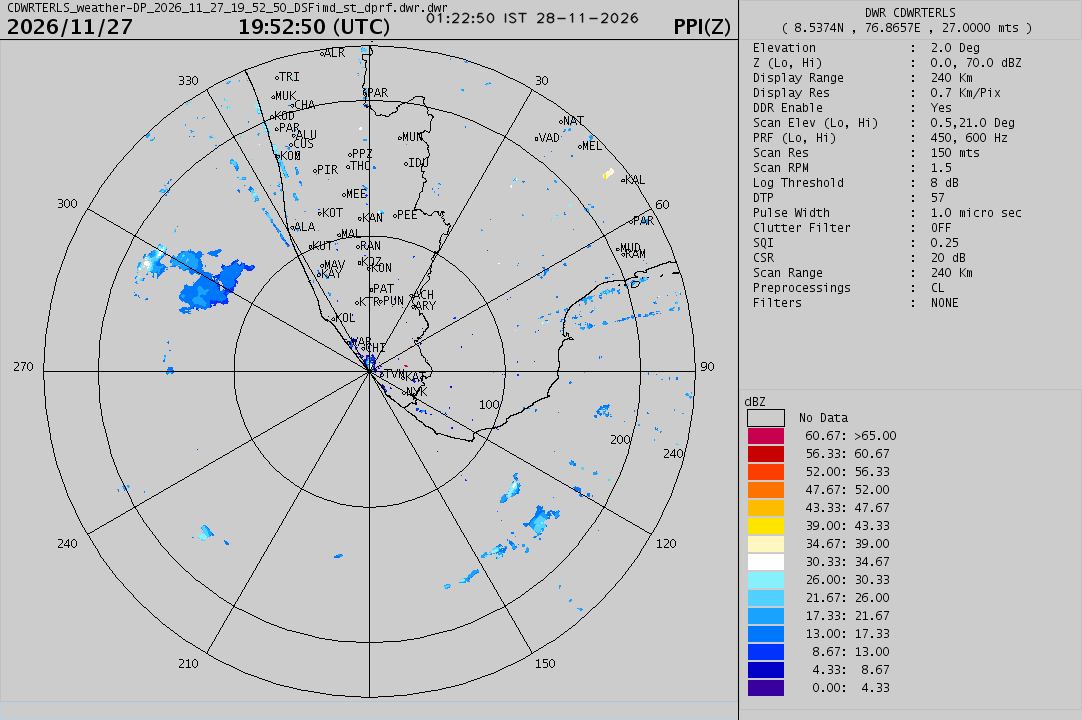 CDWRTERLS_weather-DP_2026_11_27_19_52_50_DSFimd_st_dprf.dwr.dwr
2026/11/27 19:52:50 (UTC) 01:22:50 IST 28-11-2026 PPI(Z)
DWR CDWRTERLS
( 8.5374N , 76.8657E , 27.0000 mts )
Elevation : 2.0 Deg
Z (Lo, Hi) : 0.0, 70.0 dBZ
Display Range : 240 Km
Display Res : 0.7 Km/Pix
DDR Enable : Yes
Scan Elev (Lo, Hi) : 0.5,21.0 Deg
PRF (Lo, Hi) : 450, 600 Hz
Scan Res : 150 mts
Scan RPM : 1.5
Log Threshold : 8 dB
DTP : 57
Pulse Width : 1.0 micro sec
Clutter Filter : OFF
SQI : 0.25
CSR : 20 dB
Scan Range : 240 Km
Preprocessings : CL
Filters : NONE
dBZ
No Data
60.67: >65.00
56.33: 60.67
52.00: 56.33
47.67: 52.00
43.33: 47.67
39.00: 43.33
34.67: 39.00
30.33: 34.67
26.00: 30.33
21.67: 26.00
17.33: 21.67
13.00: 17.33
8.67: 13.00
4.33: 8.67
0.00: 4.33
ALR
TRI
330
30
MUK
PAR
CHA
KOD
NAT
PAR
ALU
MUN
VAD
CUS
MEL
PPZ
THO
IDU
PIR
KAL
MEE
300
60
KOT
KAN
PEE
PAR
ALA
MAL
KUT
RAN
MUD
RAM
MAV
KOZ
KON
KAY
PAT
ACH
KTR
PUN
ARY
KOL
VAR
CHI
270
90
TVM
KAT
NYK
100
200
240
240
120
210
150